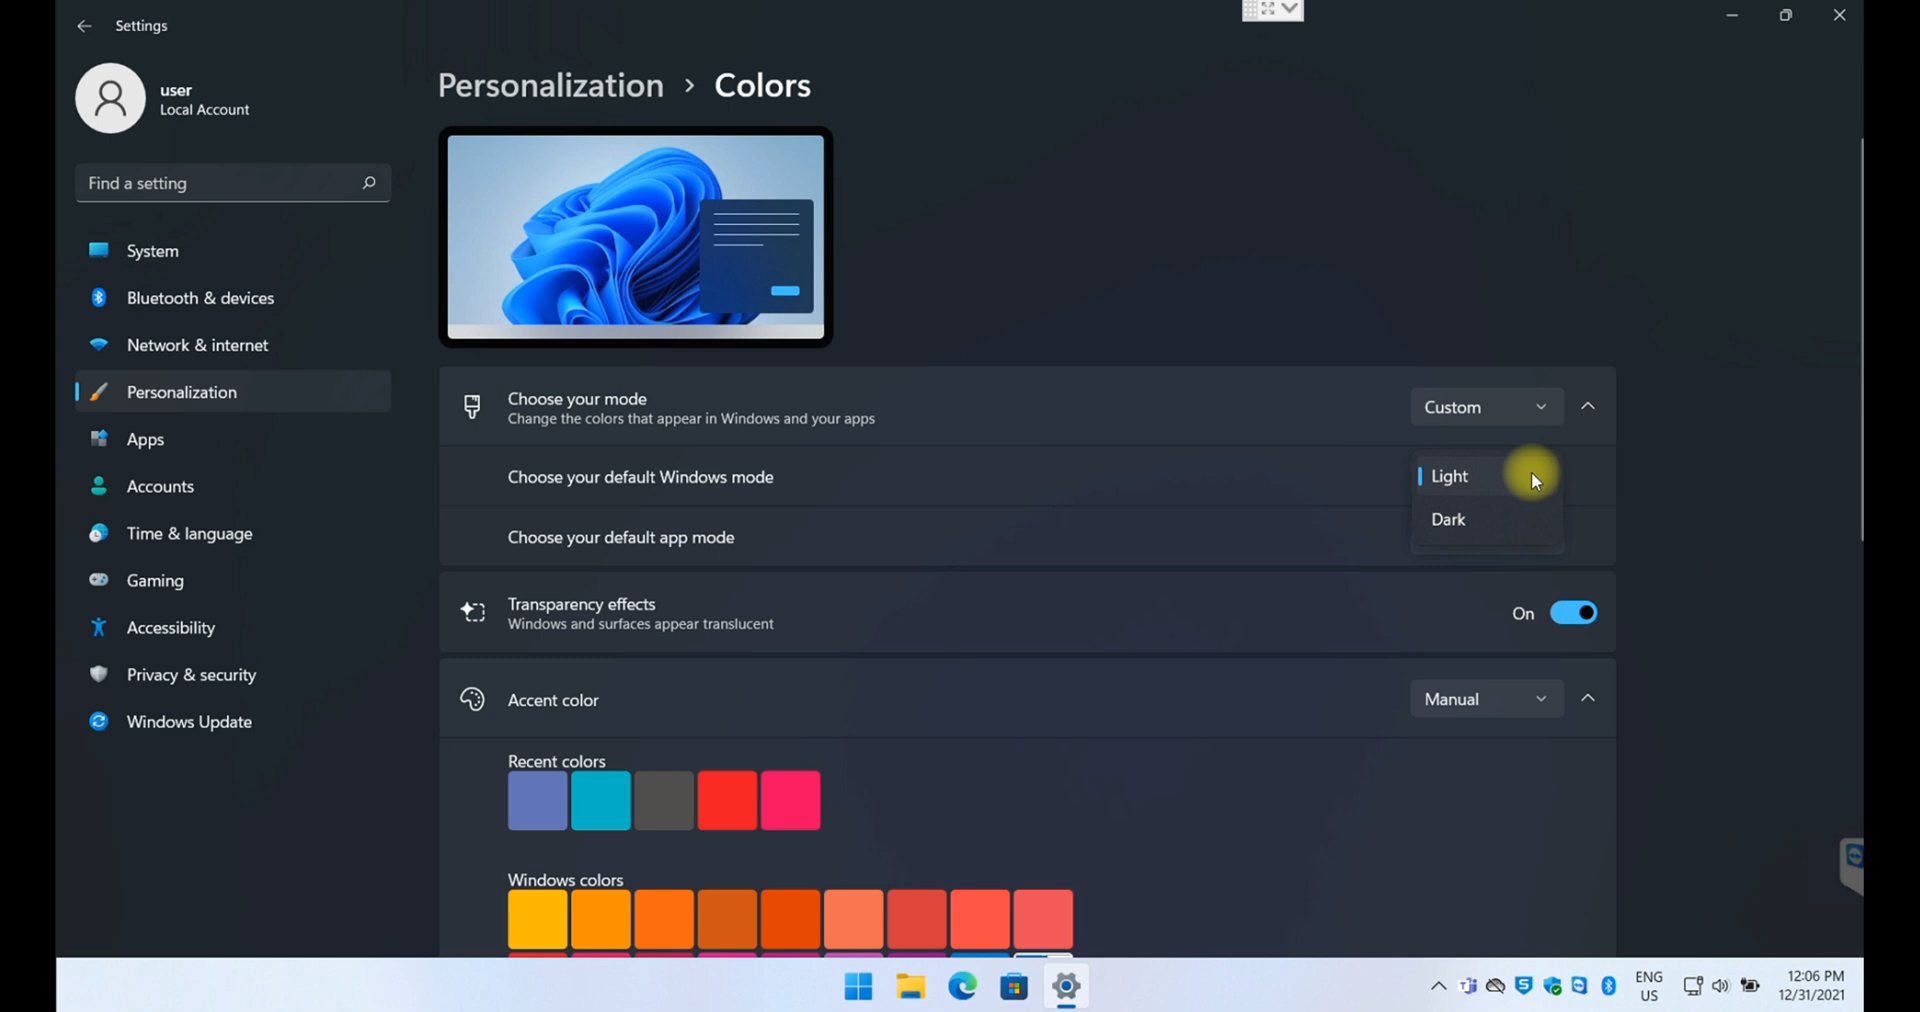 Settings
user
Local Account
Find a setting
System
Bluetooth & devices
Network & internet
Personalization
Apps
Accounts
Time & language
Gaming
Accessibility
Privacy & security
Windows Update
Personalization > Colors
Choose your mode
Change the colors that appear in Windows and your apps
Custom
Choose your default Windows mode
Light
Dark
Choose your default app mode
Transparency effects
Windows and surfaces appear translucent
On
Accent color
Manual
Recent colors
Windows colors
ENG
US
12:06 PM
12/31/2021